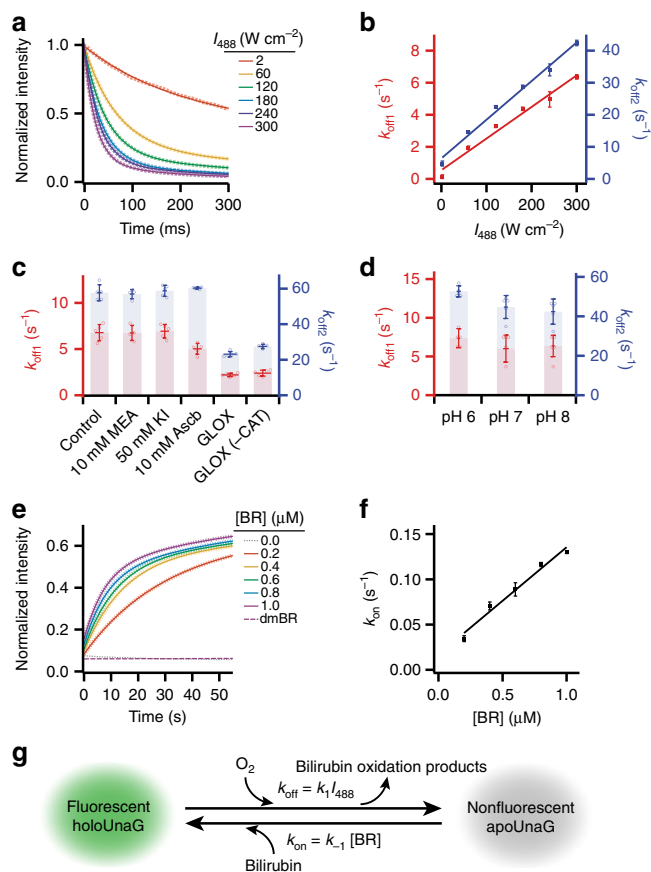 a
I488 (W cm−2)
2
60
120
180
240
300
Normalized intensity
1.0
0.5
0.0
0 100 200 300
Time (ms)
b
koff1 (s−1)
8
6
4
2
0
koff2 (s−1)
40
30
20
10
0
0 100 200 300
I488 (W cm−2)
c
koff1 (s−1)
10
5
0
koff2 (s−1)
60
40
20
0
Control
10 mM MEA
50 mM KI
10 mM Ascb
GLOX
GLOX (–CAT)
d
koff1 (s−1)
15
10
5
0
koff2 (s−1)
60
40
20
0
pH 6 pH 7 pH 8
e
[BR] (μM)
0.0
0.2
0.4
0.6
0.8
1.0
dmBR
Normalized intensity
0.6
0.4
0.2
0.0
0 10 20 30 40 50
Time (s)
f
kon (s−1)
0.15
0.10
0.05
0.00
0.0 0.5 1.0
[BR] (μM)
g
O2
Bilirubin oxidation products
koff = k1I488
Fluorescent
holoUnaG
Nonfluorescent
apoUnaG
kon = k−1 [BR]
Bilirubin